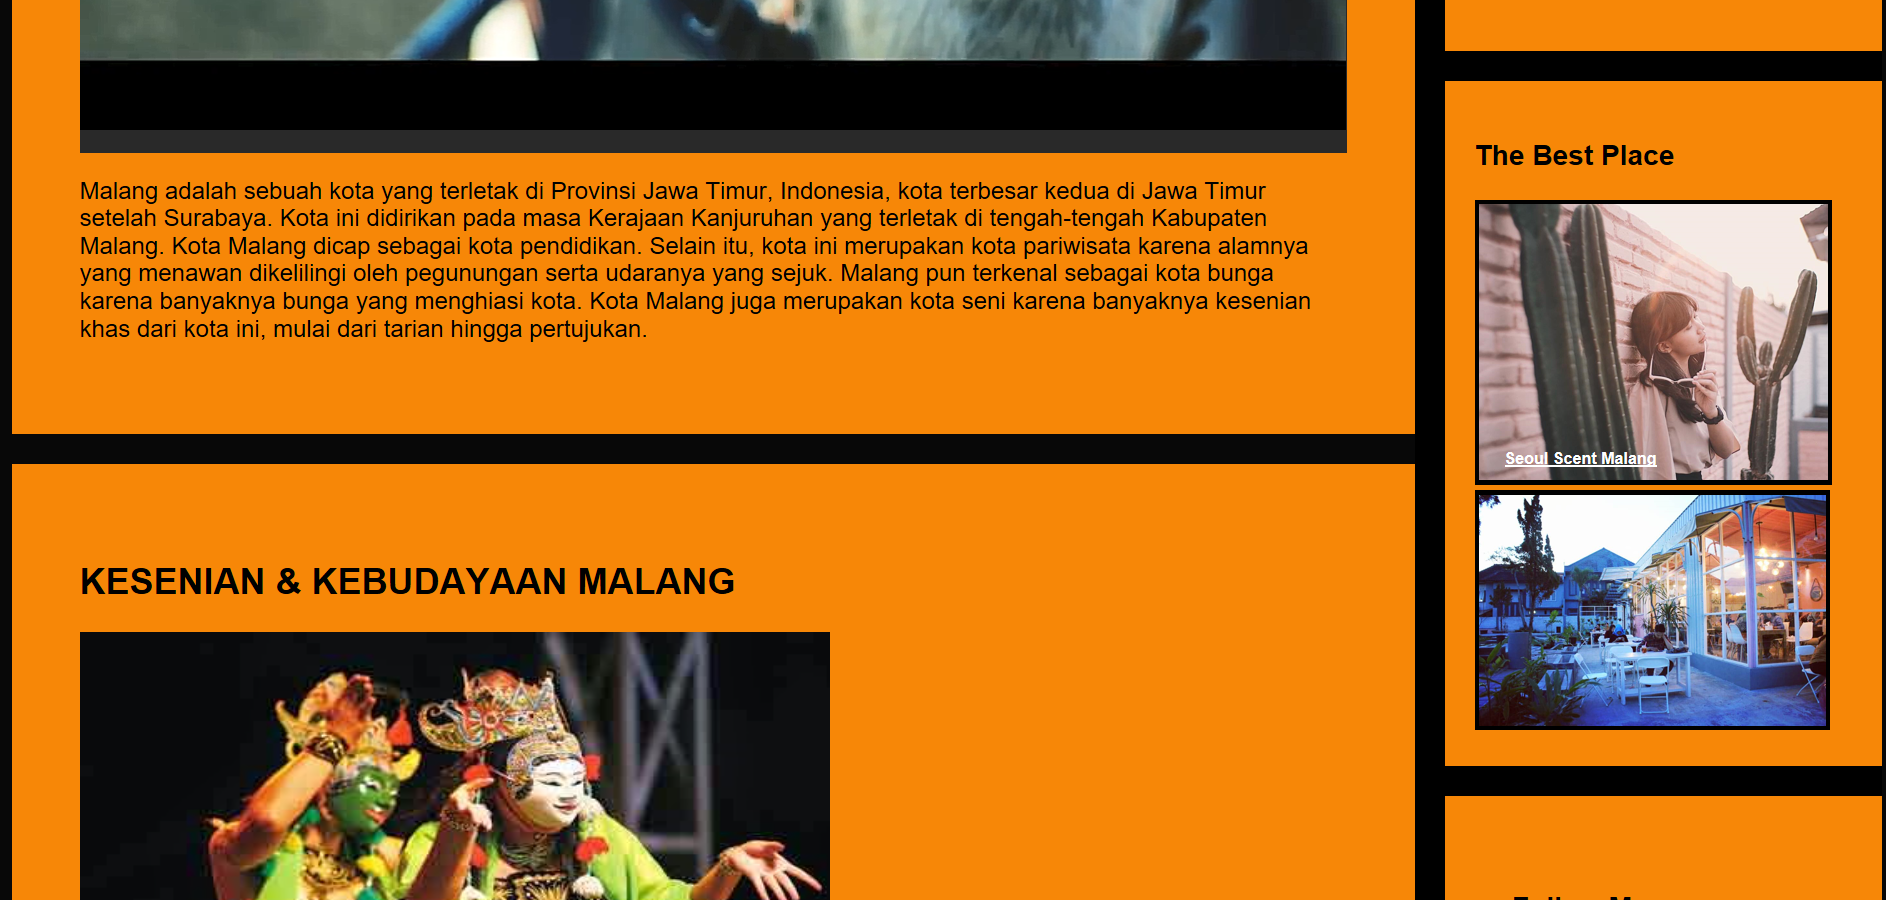 Malang adalah sebuah kota yang terletak di Provinsi Jawa Timur, Indonesia, kota terbesar kedua di Jawa Timur
setelah Surabaya. Kota ini didirikan pada masa Kerajaan Kanjuruhan yang terletak di tengah-tengah Kabupaten
Malang. Kota Malang dicap sebagai kota pendidikan. Selain itu, kota ini merupakan kota pariwisata karena alamnya
yang menawan dikelilingi oleh pegunungan serta udaranya yang sejuk. Malang pun terkenal sebagai kota bunga
karena banyaknya bunga yang menghiasi kota. Kota Malang juga merupakan kota seni karena banyaknya kesenian
khas dari kota ini, mulai dari tarian hingga pertujukan.
KESENIAN & KEBUDAYAAN MALANG
The Best Place
Seoul Scent Malang